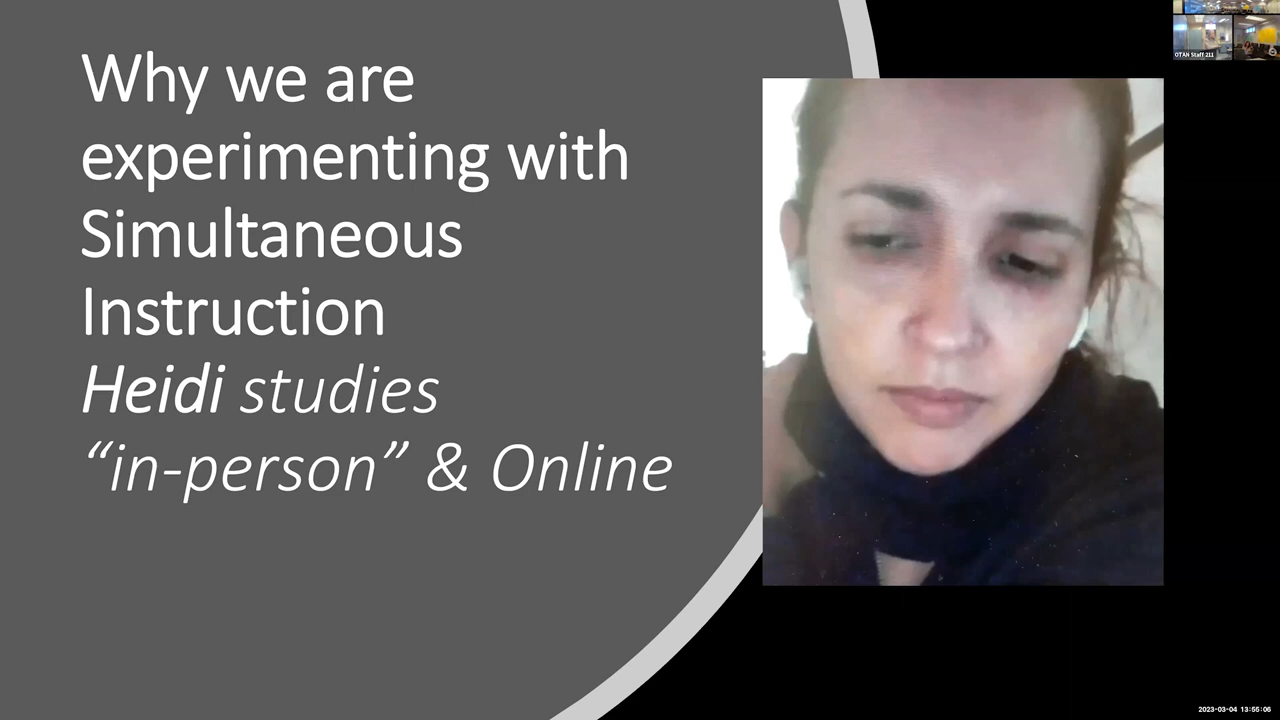 Why we are
experimenting with
Simultaneous
Instruction
Heidi studies
“in-person” & Online
OTAN Staff 211
2023-03-04 13:55:06